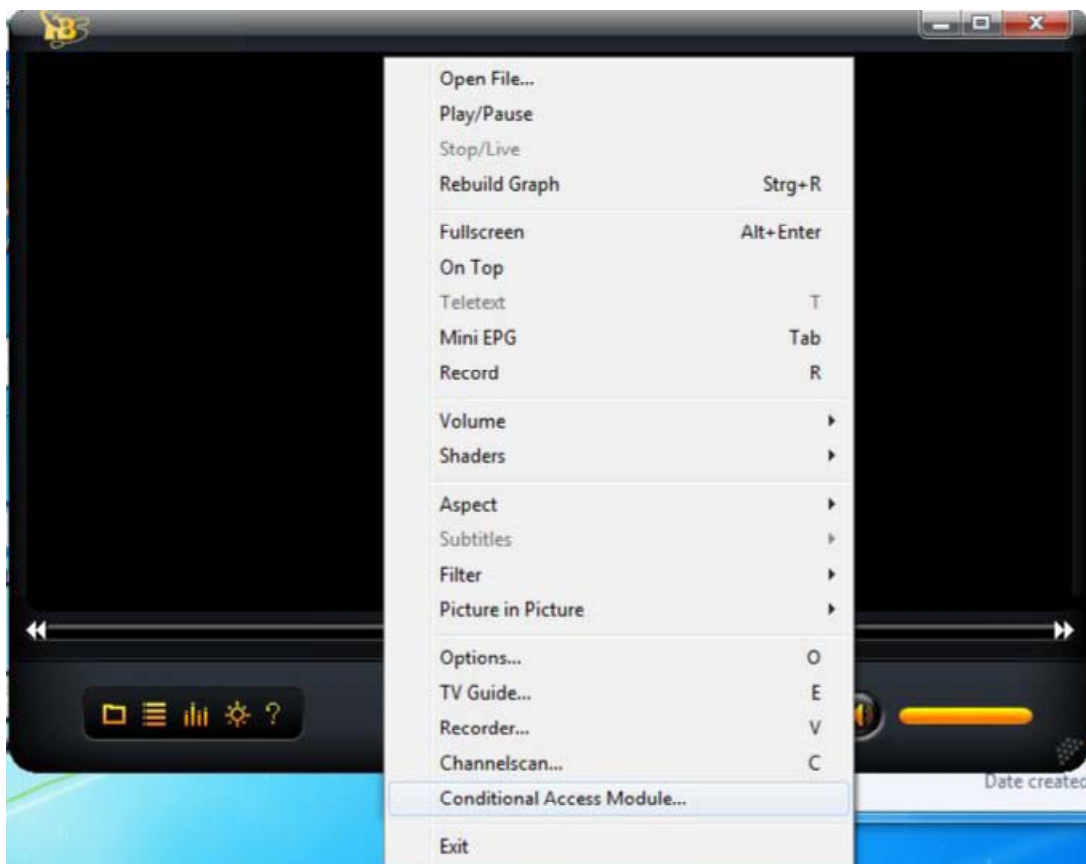 Open File...
Play/Pause
Stop/Live
Rebuild Graph Strg+R
Fullscreen Alt+Enter
On Top
Teletext T
Mini EPG Tab
Record R
Volume
Shaders
Aspect
Subtitles
Filter
Picture in Picture
Options... O
TV Guide... E
Recorder... V
Channelscan... C
Conditional Access Module...
Exit
Date created